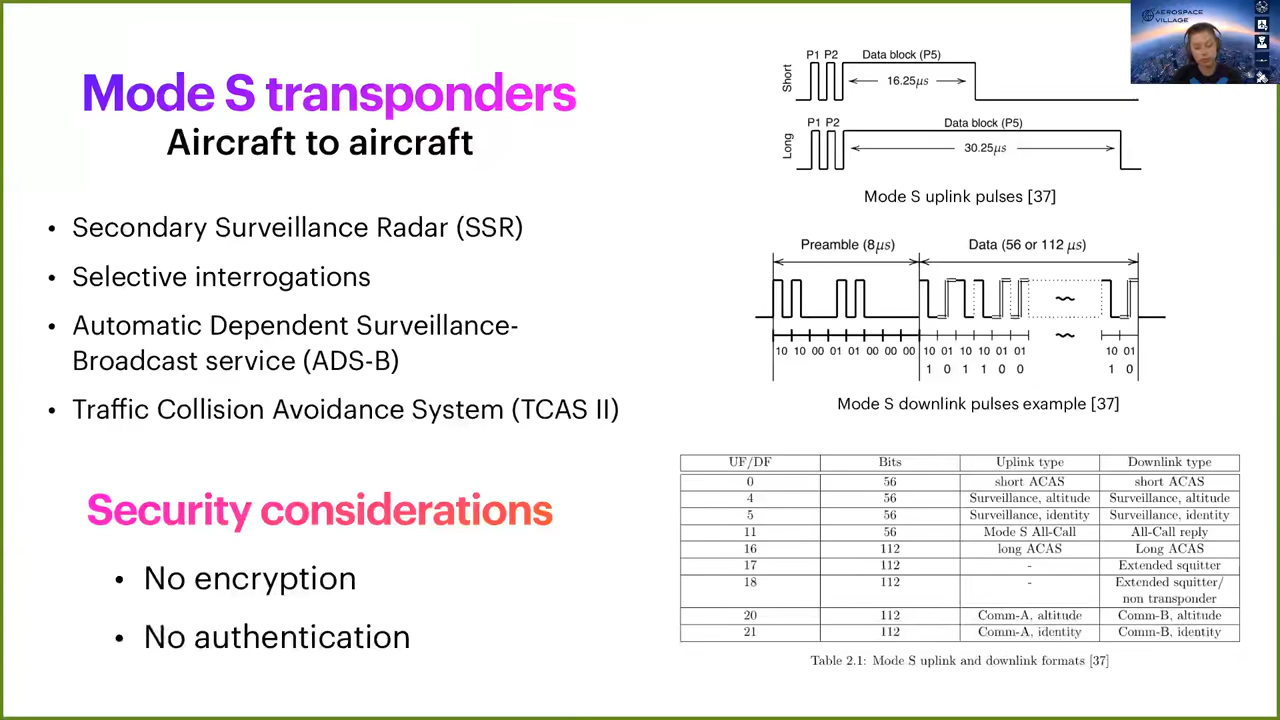 Mode S transponders
Aircraft to aircraft
• Secondary Surveillance Radar (SSR)
• Selective interrogations
• Automatic Dependent Surveillance-
Broadcast service (ADS-B)
• Traffic Collision Avoidance System (TCAS II)
Security considerations
• No encryption
• No authentication
AEROSPACE
VILLAGE
Short
P1 P2 Data block (P5)
16.25μs
Long
P1 P2 Data block (P5)
30.25μs
Mode S uplink pulses [37]
Preamble (8μs) Data (56 or 112 μs)
10 10 00 01 01 00 00 00 10 01 10 10 01 01 10 01
1 0 1 1 0 0 1 0
Mode S downlink pulses example [37]
UF/DF Bits Uplink type Downlink type
0 56 short ACAS short ACAS
4 56 Surveillance, altitude Surveillance, altitude
5 56 Surveillance, identity Surveillance, identity
11 56 Mode S All-Call All-Call reply
16 112 long ACAS Long ACAS
17 112 - Extended squitter
18 112 - Extended squitter/
non transponder
20 112 Comm-A, altitude Comm-B, altitude
21 112 Comm-A, identity Comm-B, identity
Table 2.1: Mode S uplink and downlink formats [37]